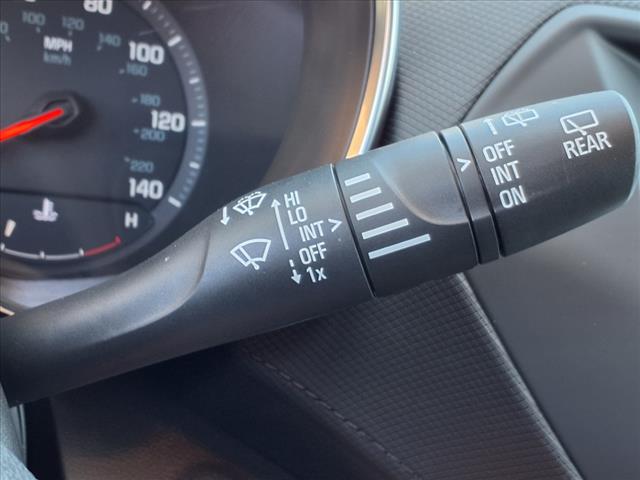 80
100
120
140
MPH
km/h
100
120
140
160
180
200
220
H
HI
LO
INT
OFF
1x
OFF
INT
ON
REAR